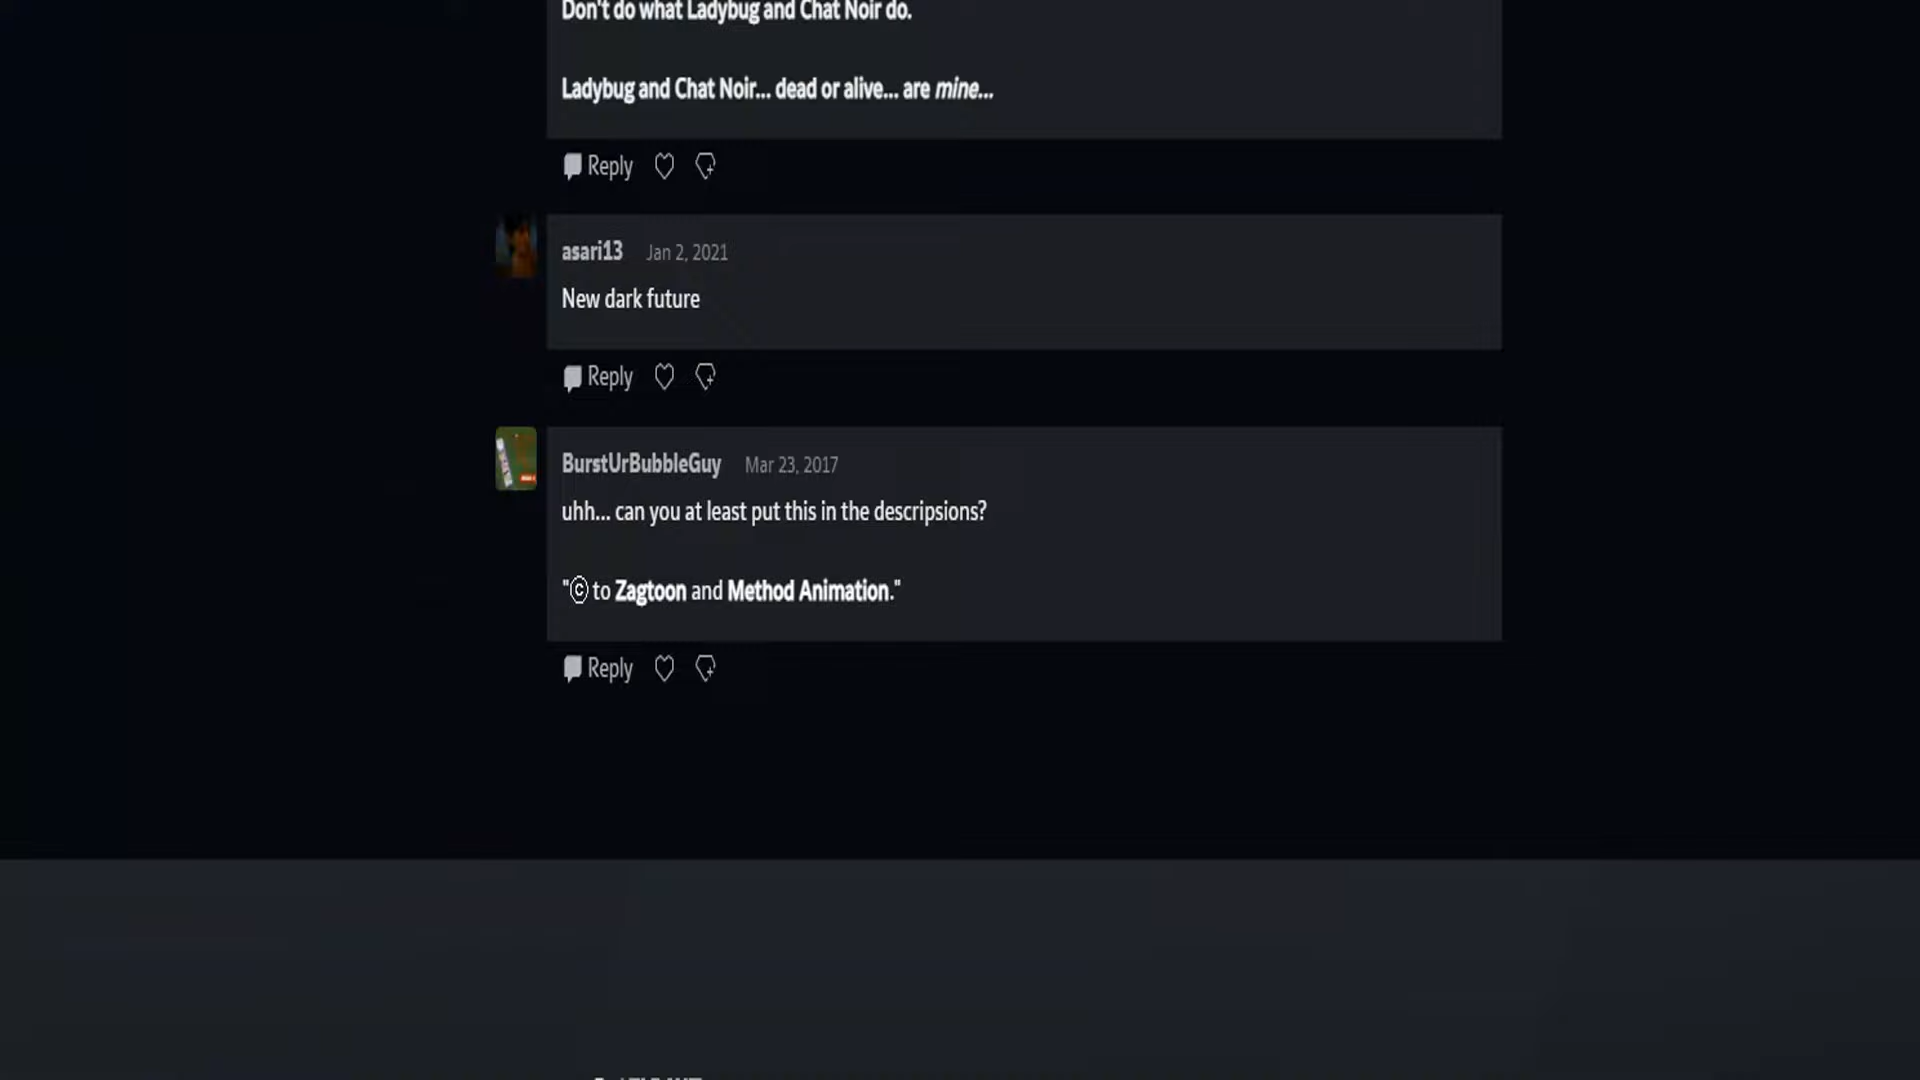 Don't do what Ladybug and Chat Noir do.
Ladybug and Chat Noir... dead or alive... are mine...
Reply
asari13 Jan 2, 2021
New dark future
Reply
BurstUrBubbleGuy Mar 23, 2017
uhh... can you at least put this in the descripsions?
"© to Zagtoon and Method Animation."
Reply